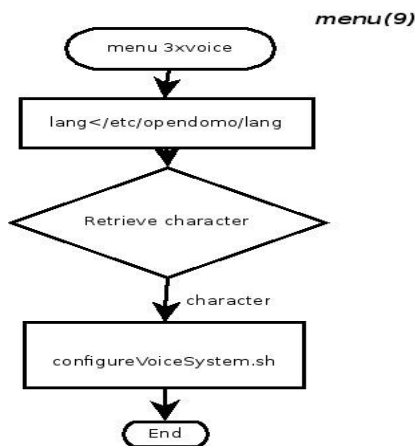 menu(9)
menu 3xvoice
lang</etc/opendomo/lang
Retrieve character
character
configureVoiceSystem.sh
End